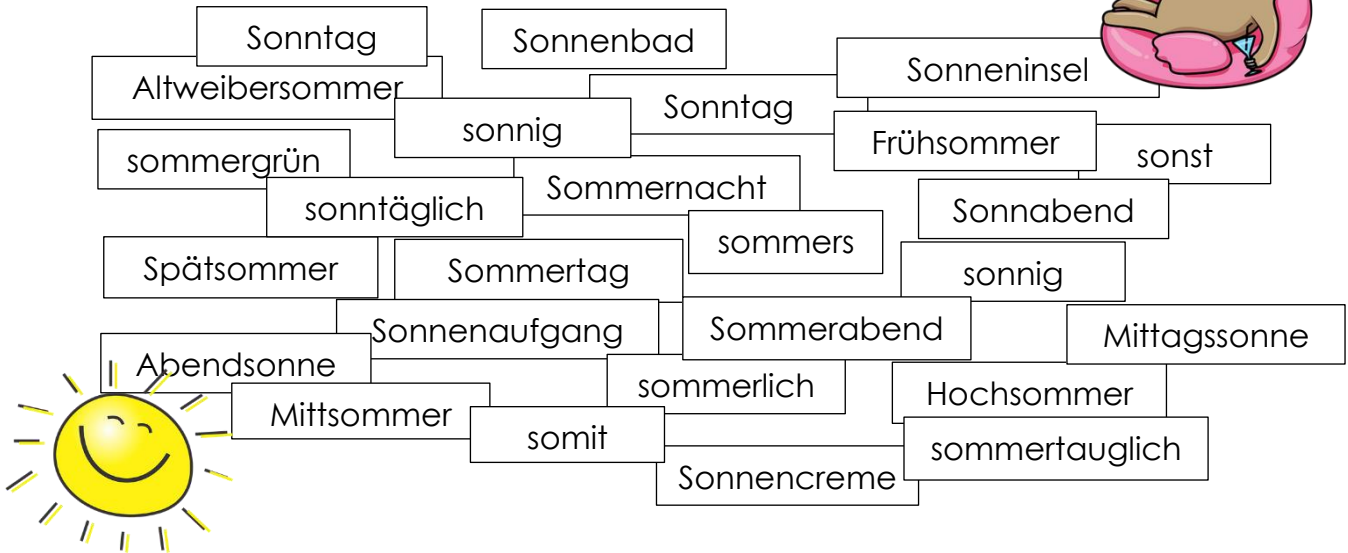 Sonntag
Sonnenbad
Sonneninsel
Altweibersommer
Sonntag
sonnig
Frühsommer
sonst
sommergrün
Sommernacht
sonntäglich
Sonnabend
sommers
Spätsommer
Sommertag
sonnig
Sonnenaufgang
Sommerabend
Mittagssonne
Abendsonne
sommerlich
Hochsommer
Mittsommer
somit
sommertauglich
Sonnencreme